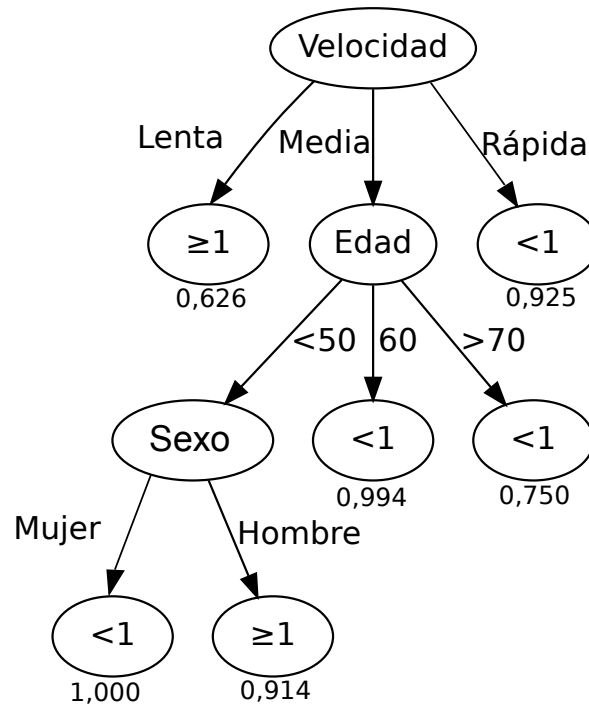 Velocidad
Lenta
Media
Rápida
≥1
Edad
<1
0,626
0,925
<50
60
>70
Sexo
<1
<1
0,994
0,750
Mujer
Hombre
<1
≥1
1,000
0,914